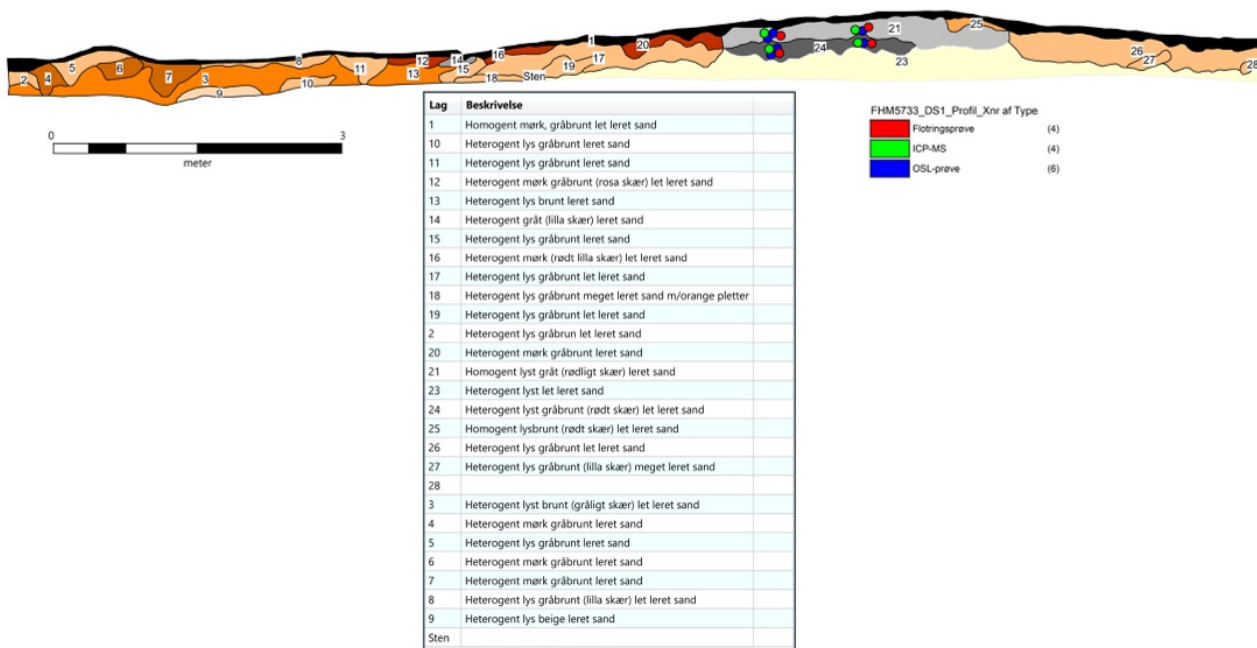 1
21
25
2
4
5
6
7
3
8
9
10
11
12
13
14
15
16
18
Sten
19
17
20
24
23
26
27
28
0 3
meter
FHM5733_DS1_Profil_Xnr af Type
Flotringsprøve (4)
ICP-MS (4)
OSL-prøve (6)
Lag Beskrivelse
1 Homogent mørk, gråbrunt let leret sand
10 Heterogent lys gråbrunt leret sand
11 Heterogent lys gråbrunt leret sand
12 Heterogent mørk gråbrunt (rosa skær) let leret sand
13 Heterogent lys brunt leret sand
14 Heterogent gråt (lilla skær) leret sand
15 Heterogent lys gråbrunt leret sand
16 Heterogent mørk (rødt lilla skær) let leret sand
17 Heterogent lys gråbrunt let leret sand
18 Heterogent lys gråbrunt meget leret sand m/orange pletter
19 Heterogent lys gråbrunt let leret sand
2 Heterogent lys gråbrun let leret sand
20 Heterogent mørk gråbrunt leret sand
21 Homogent lyst gråt (rødligt skær) leret sand
23 Heterogent lyst let leret sand
24 Heterogent lyst gråbrunt (rødt skær) let leret sand
25 Homogent lysbrunt (rødt skær) let leret sand
26 Heterogent lys gråbrunt let leret sand
27 Heterogent lys gråbrunt (lilla skær) meget leret sand
28
3 Heterogent lyst brunt (gråligt skær) let leret sand
4 Heterogent mørk gråbrunt leret sand
5 Heterogent lys gråbrunt leret sand
6 Heterogent mørk gråbrunt leret sand
7 Heterogent mørk gråbrunt leret sand
8 Heterogent lys gråbrunt (lilla skær) let leret sand
9 Heterogent lys beige leret sand
Sten